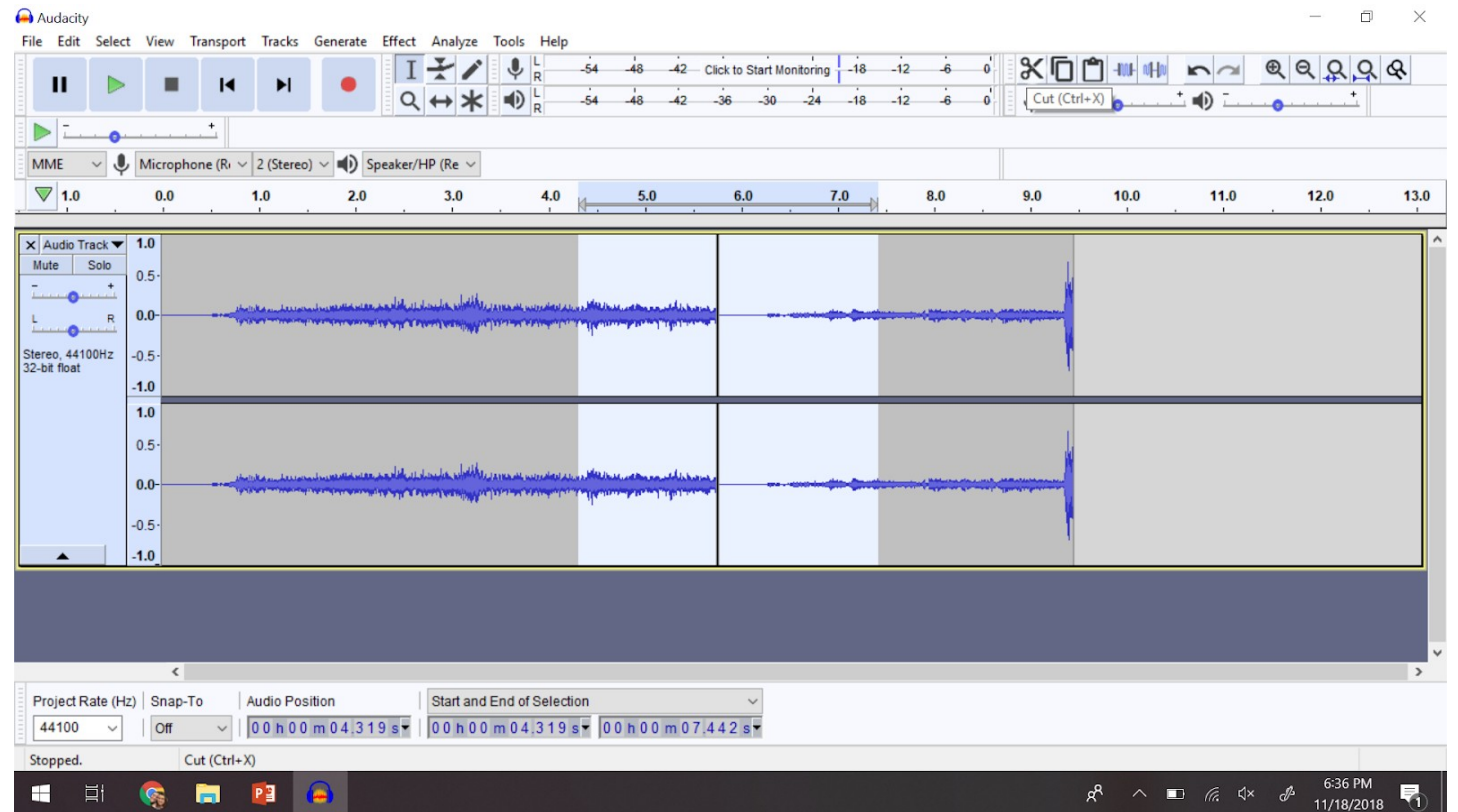 Audacity
File Edit Select View Transport Tracks Generate Effect Analyze Tools Help
L R -54 -48 -42 Click to Start Monitoring -18 -12 -6 0
L R -54 -48 -42 -36 -30 -24 -18 -12 -6 0
Cut (Ctrl+X)
- +
- +
MME Microphone (R 2 (Stereo) Speaker/HP (Re
1.0 0.0 1.0 2.0 3.0 4.0 5.0 6.0 7.0 8.0 9.0 10.0 11.0 12.0 13.0
X Audio Track 1.0
Mute Solo
0.5
- +
L R 0.0
Stereo, 44100Hz -0.5
32-bit float
-1.0
1.0
0.5
0.0
-0.5
-1.0
Project Rate (Hz) Snap-To Audio Position Start and End of Selection
44100 Off 00 h 00 m 04.319 s 00 h 00 m 04.319 s 00 h 00 m 07.442 s
Stopped. Cut (Ctrl+X)
6:36 PM
11/18/2018
1